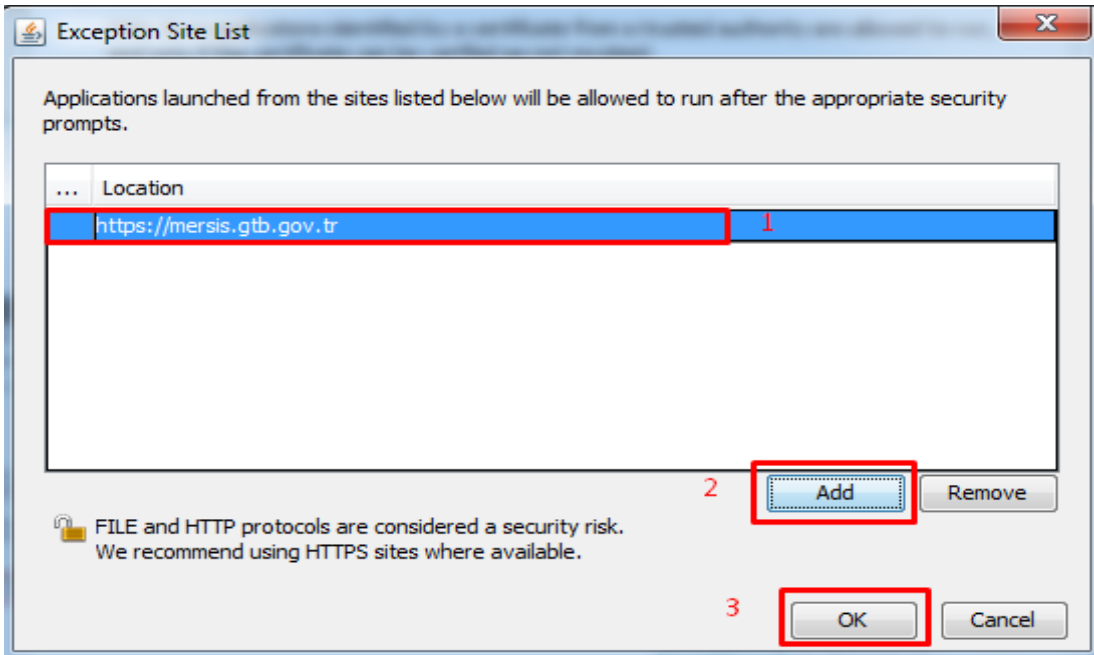 Exception Site List
Applications launched from the sites listed below will be allowed to run after the appropriate security
prompts.
... Location
https://mersis.gtb.gov.tr 1
2 Add Remove
FILE and HTTP protocols are considered a security risk.
We recommend using HTTPS sites where available.
3 OK Cancel